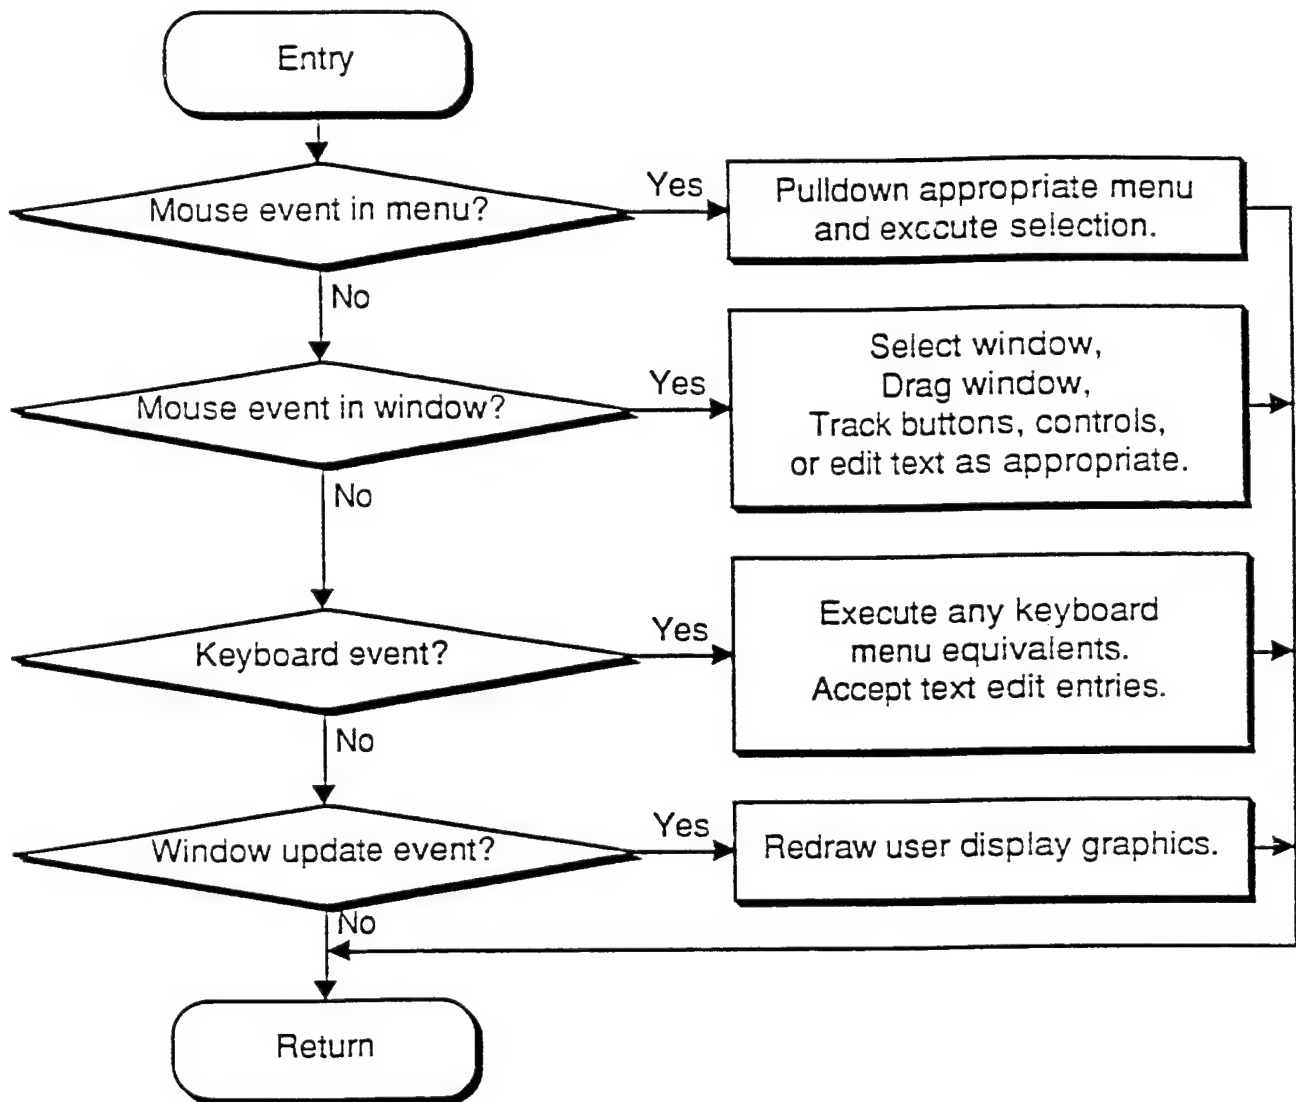 Entry
Mouse event in menu?
Yes
Pulldown appropriate menu
and execute selection.
No
Mouse event in window?
Yes
Select window,
Drag window,
Track buttons, controls,
or edit text as appropriate.
No
Keyboard event?
Yes
Execute any keyboard
menu equivalents.
Accept text edit entries.
No
Window update event?
Yes
Redraw user display graphics.
No
Return